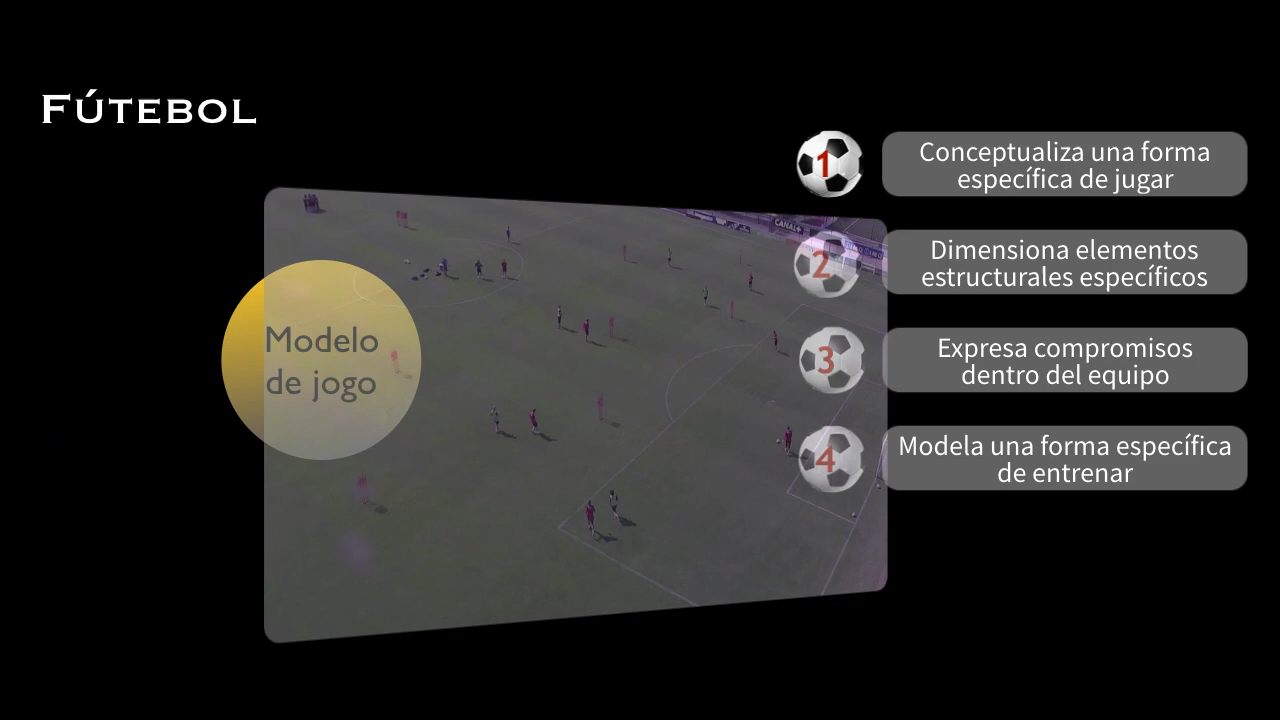 FÚTEBOL
Modelo
de jogo
1
Conceptualiza una forma
específica de jugar
CANAL+
2
Dimensiona elementos
estructurales específicos
3
Expresa compromisos
dentro del equipo
4
Modela una forma específica
de entrenar